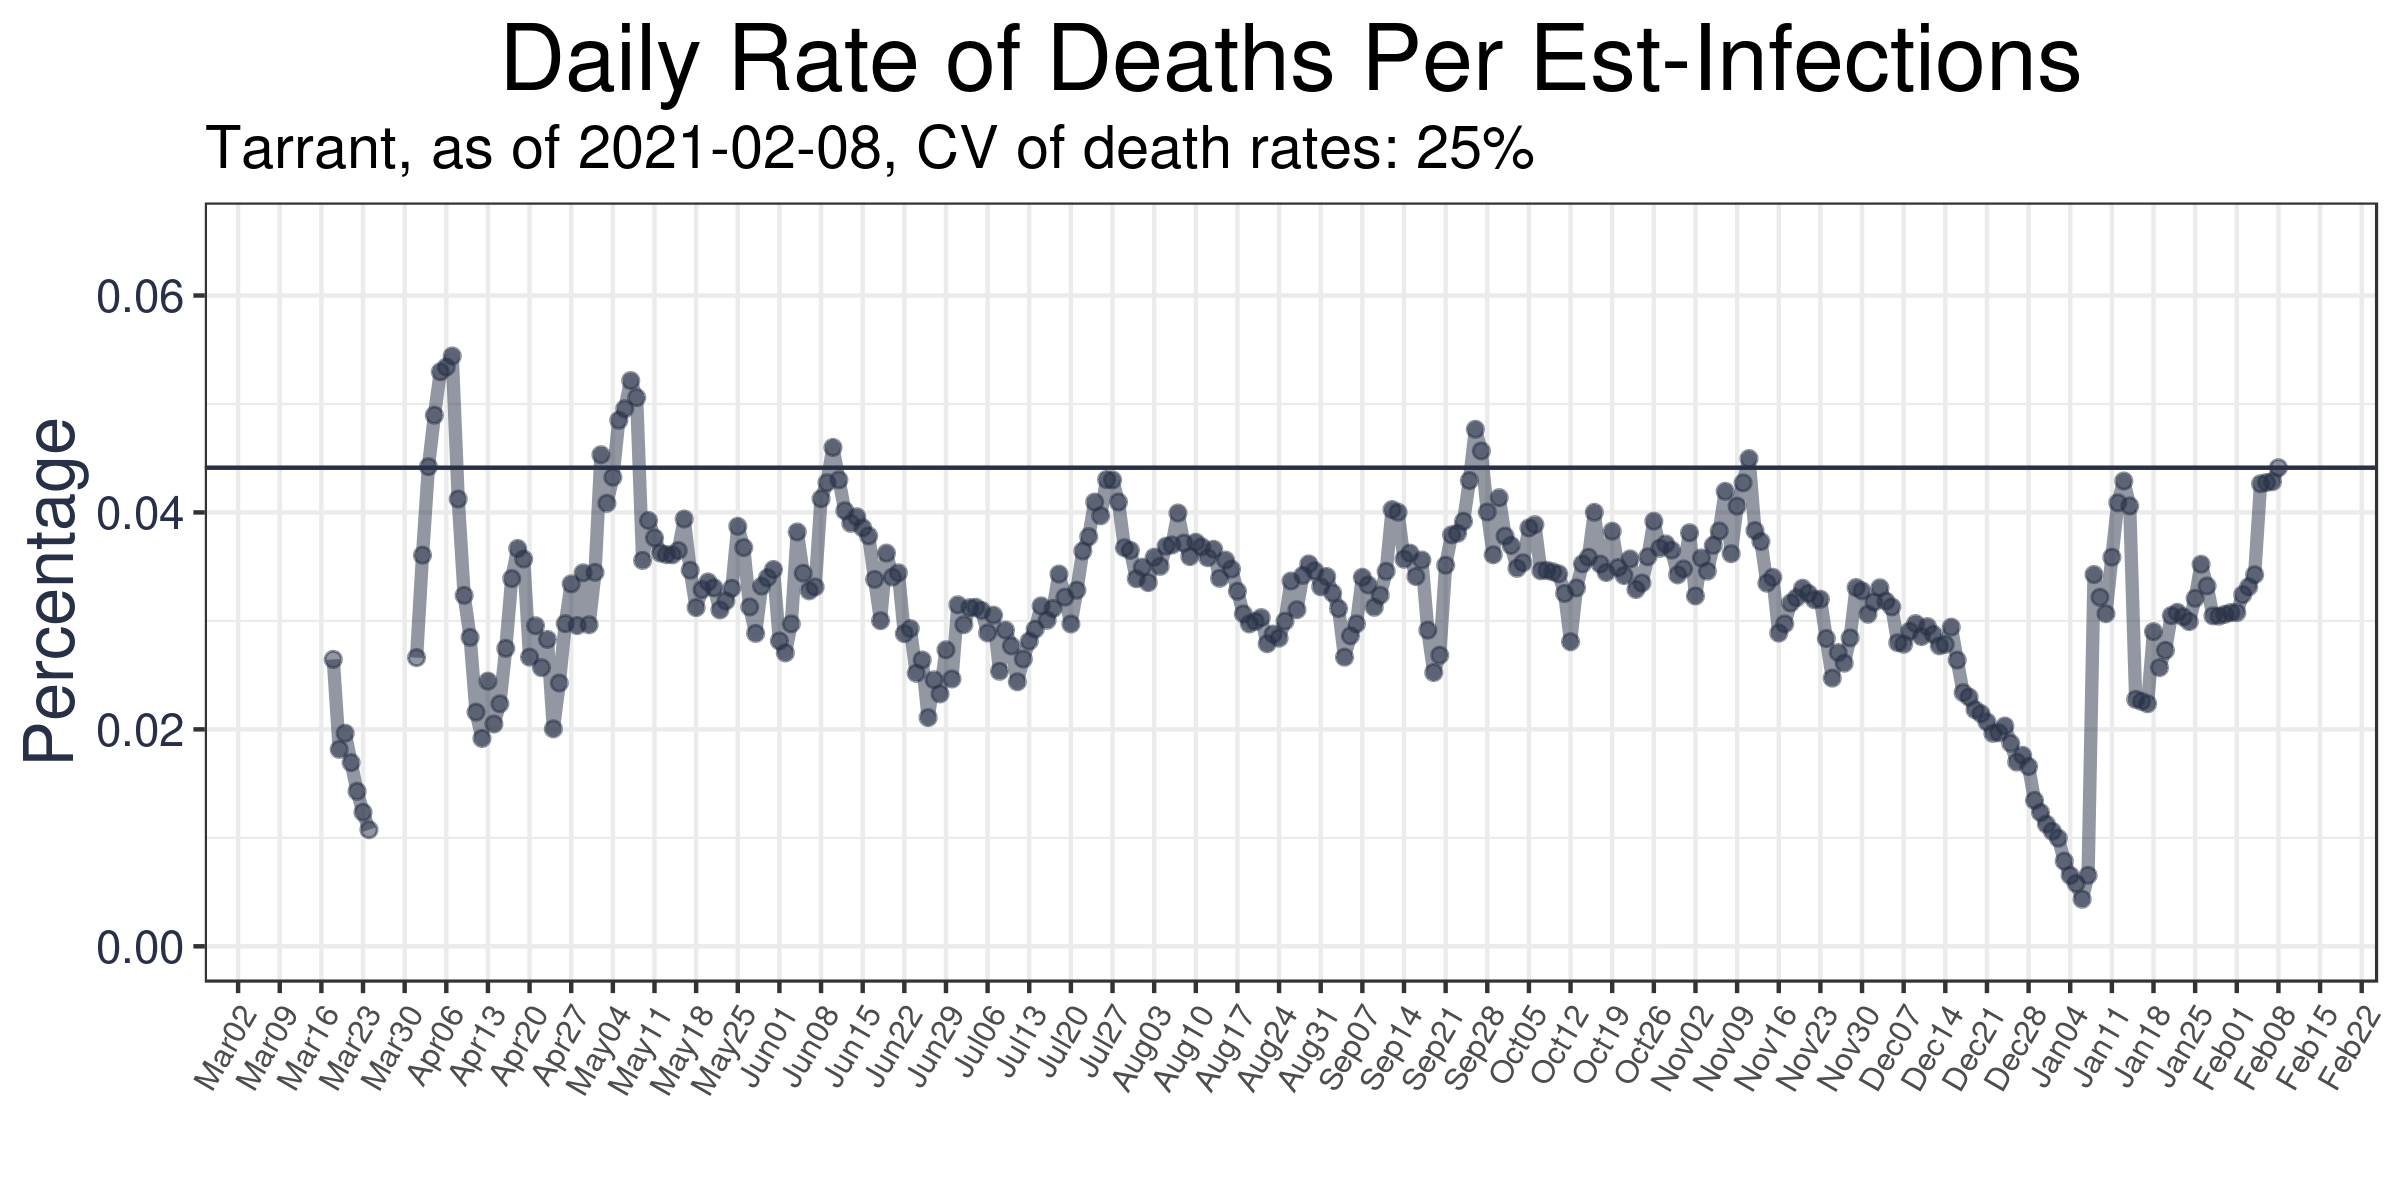 Daily Rate of Deaths Per Est-Infections
Tarrant, as of 2021-02-08, CV of death rates: 25%
Percentage
0.06
0.04
0.02
0.00
Mar02
Mar09
Mar16
Mar23
Mar30
Apr06
Apr13
Apr20
Apr27
May04
May11
May18
May25
Jun01
Jun08
Jun15
Jun22
Jun29
Jul06
Jul13
Jul20
Jul27
Aug03
Aug10
Aug17
Aug24
Aug31
Sep07
Sep14
Sep21
Sep28
Oct05
Oct12
Oct19
Oct26
Nov02
Nov09
Nov16
Nov23
Nov30
Dec07
Dec14
Dec21
Dec28
Jan04
Jan11
Jan18
Jan25
Feb01
Feb08
Feb15
Feb22